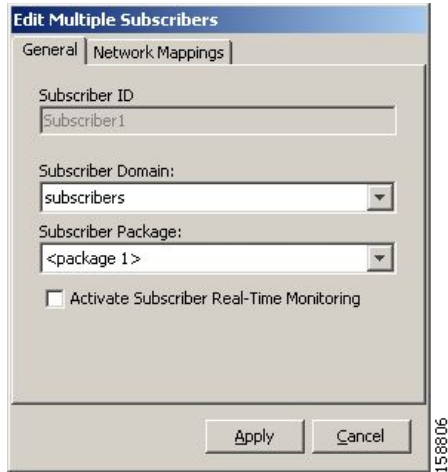 Edit Multiple Subscribers
General
Network Mappings
Subscriber ID
Subscriber1
Subscriber Domain:
subscribers
Subscriber Package:
<package 1>
Activate Subscriber Real-Time Monitoring
Apply
Cancel
158806